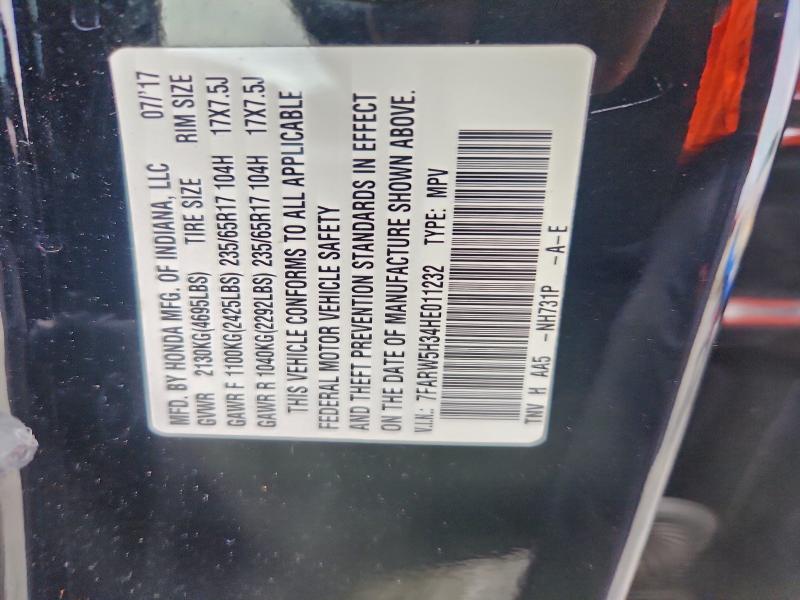 MFD. BY HONDA MFG. OF INDIANA, LLC 07/'17
GVWR 2130KG(4695LBS) TIRE SIZE RIM SIZE
GAWR F 1100KG(2425LBS) 235/65R17 104H 17X7.5J
GAWR R 1040KG(2292LBS) 235/65R17 104H 17X7.5J
THIS VEHICLE CONFORMS TO ALL APPLICABLE
FEDERAL MOTOR VEHICLE SAFETY
AND THEFT PREVENTION STANDARDS IN EFFECT
ON THE DATE OF MANUFACTURE SHOWN ABOVE.
V.I.N.: 7FARW5H34HE011232 TYPE: MPV
TNV H AA5 -NH731P -A-E